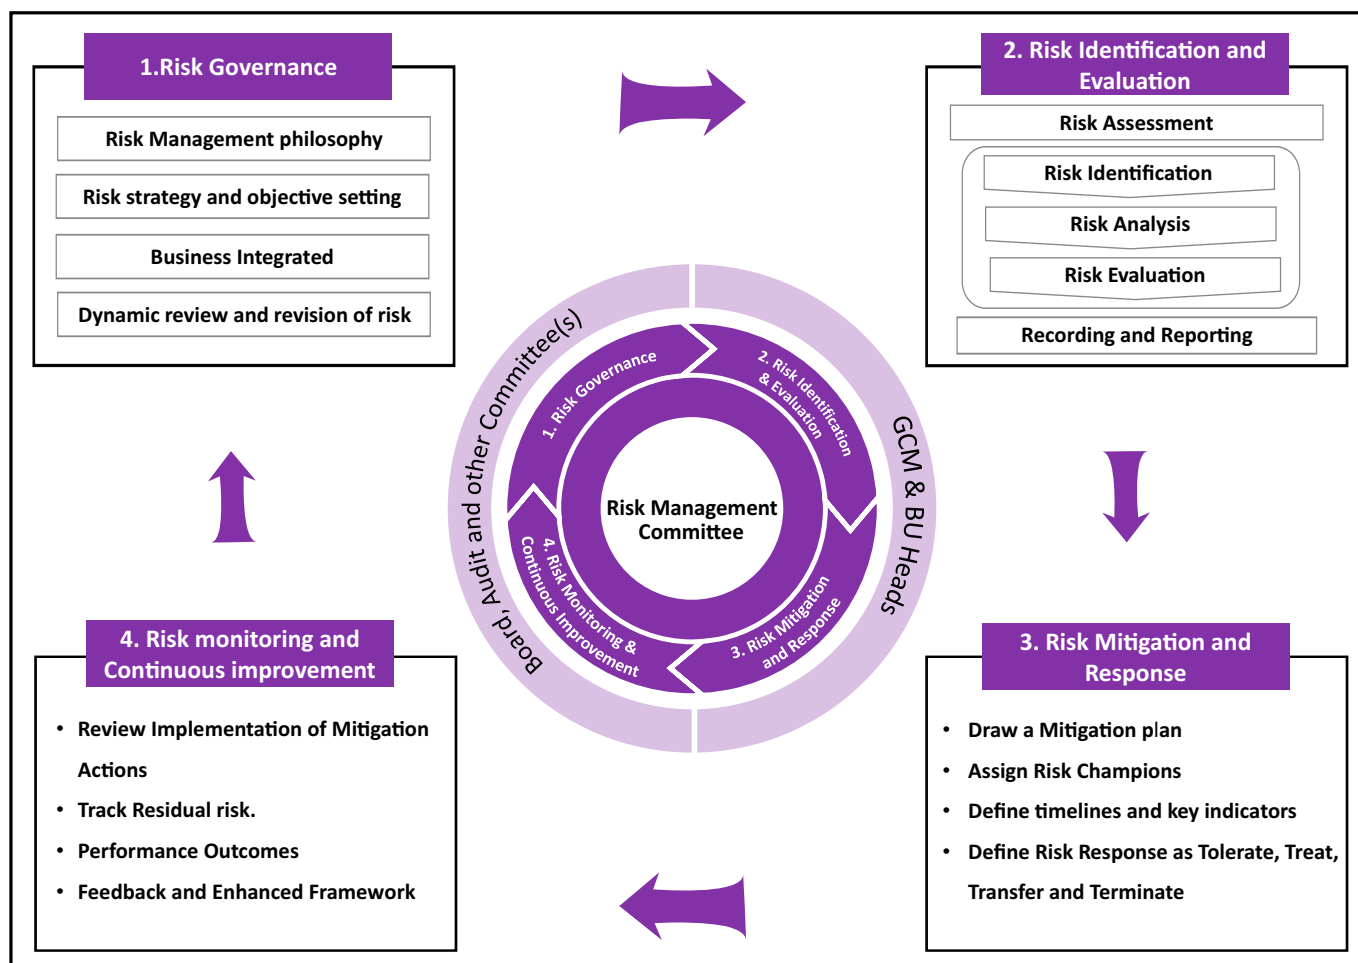 1.Risk Governance
Risk Management philosophy
Risk strategy and objective setting
Business Integrated
Dynamic review and revision of risk
2. Risk Identification and
Evaluation
Risk Assessment
Risk Identification
Risk Analysis
Risk Evaluation
Recording and Reporting
Board, Audit and other Committee(s)
GCM & BU Heads
1. Risk Governance
2. Risk Identification
& Evaluation
3. Risk Mitigation
and Response
4. Risk Monitoring &
Continuous Improvement
Risk Management
Committee
4. Risk monitoring and
Continuous improvement
• Review Implementation of Mitigation
Actions
• Track Residual risk.
• Performance Outcomes
• Feedback and Enhanced Framework
3. Risk Mitigation and
Response
• Draw a Mitigation plan
• Assign Risk Champions
• Define timelines and key indicators
• Define Risk Response as Tolerate, Treat,
Transfer and Terminate